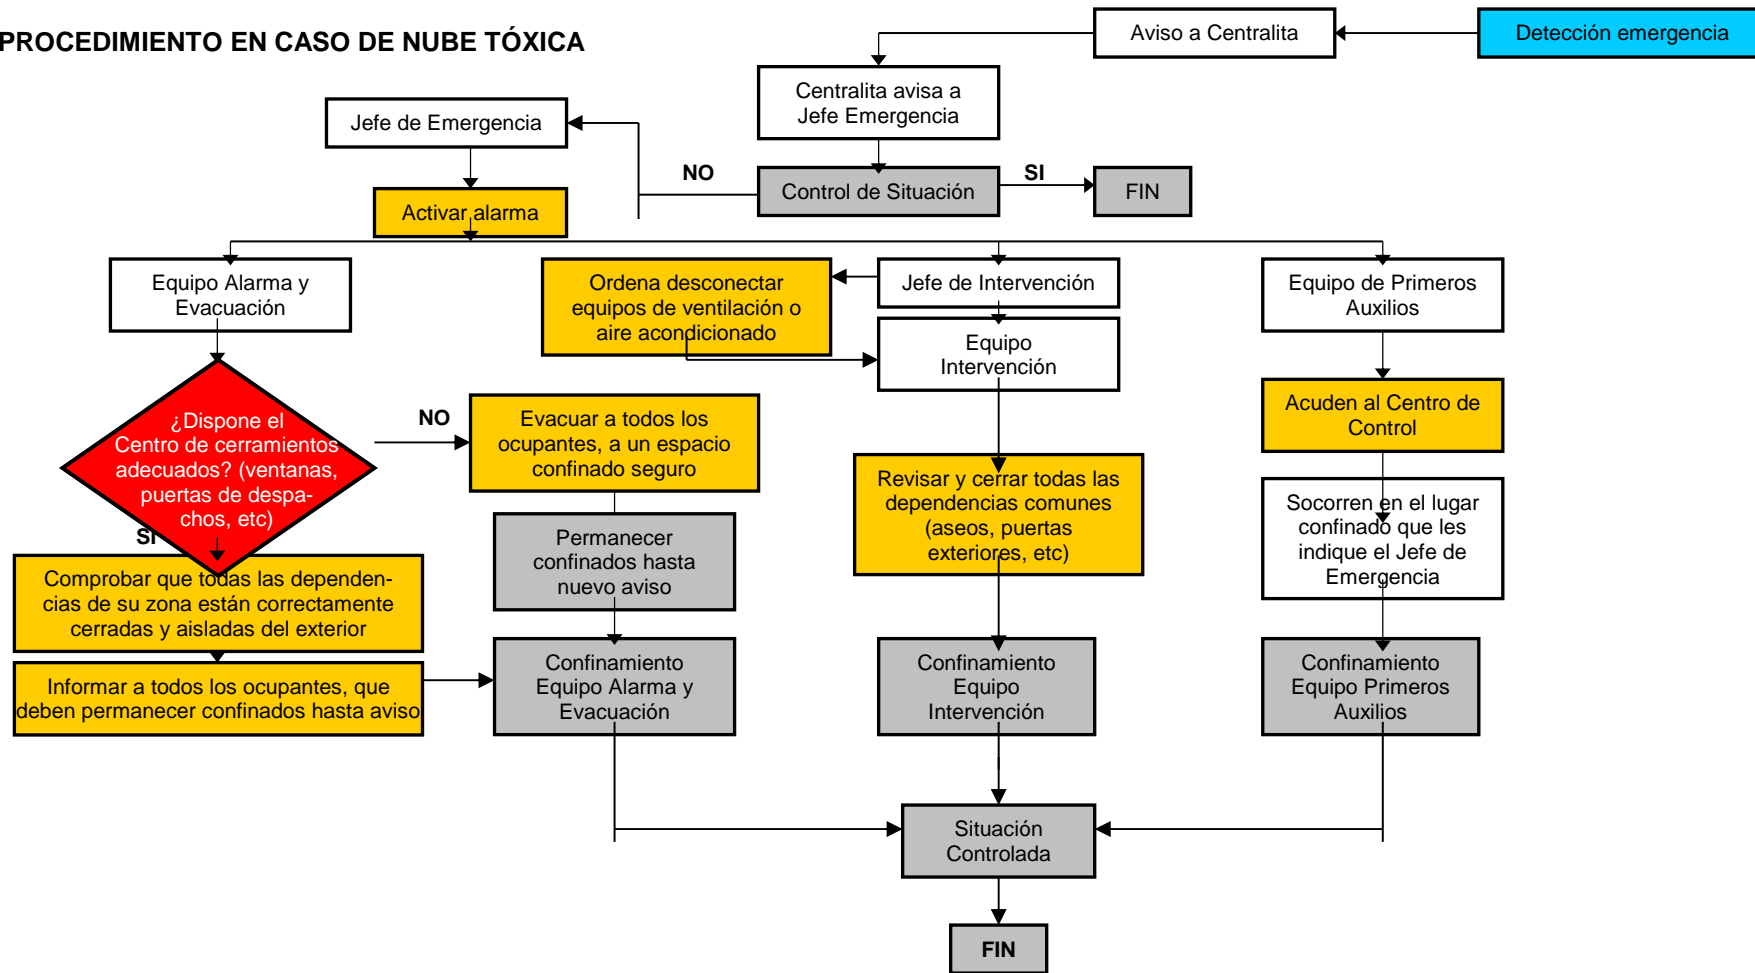 PROCEDIMIENTO EN CASO DE NUBE TÓXICA
Aviso a Centralita
Detección emergencia
Centralita avisa a
Jefe Emergencia
Jefe de Emergencia
NO
Control de Situación
SI
FIN
Activar alarma
Equipo Alarma y
Evacuación
Ordena desconectar
equipos de ventilación o
aire acondicionado
Jefe de Intervención
Equipo de Primeros
Auxilios
Equipo
Intervención
¿Dispone el
Centro de cerramientos
adecuados? (ventanas,
puertas de despa-
chos, etc)
NO
Evacuar a todos los
ocupantes, a un espacio
confinado seguro
Acuden al Centro de
Control
Revisar y cerrar todas las
dependencias comunes
(aseos, puertas
exteriores, etc)
Socorren en el lugar
confinado que les
indique el Jefe de
Emergencia
Permanecer
confinados hasta
nuevo aviso
SI
Comprobar que todas las dependen-
cias de su zona están correctamente
cerradas y aisladas del exterior
Informar a todos los ocupantes, que
deben permanecer confinados hasta aviso
Confinamiento
Equipo Alarma y
Evacuación
Confinamiento
Equipo
Intervención
Confinamiento
Equipo Primeros
Auxilios
Situación
Controlada
FIN